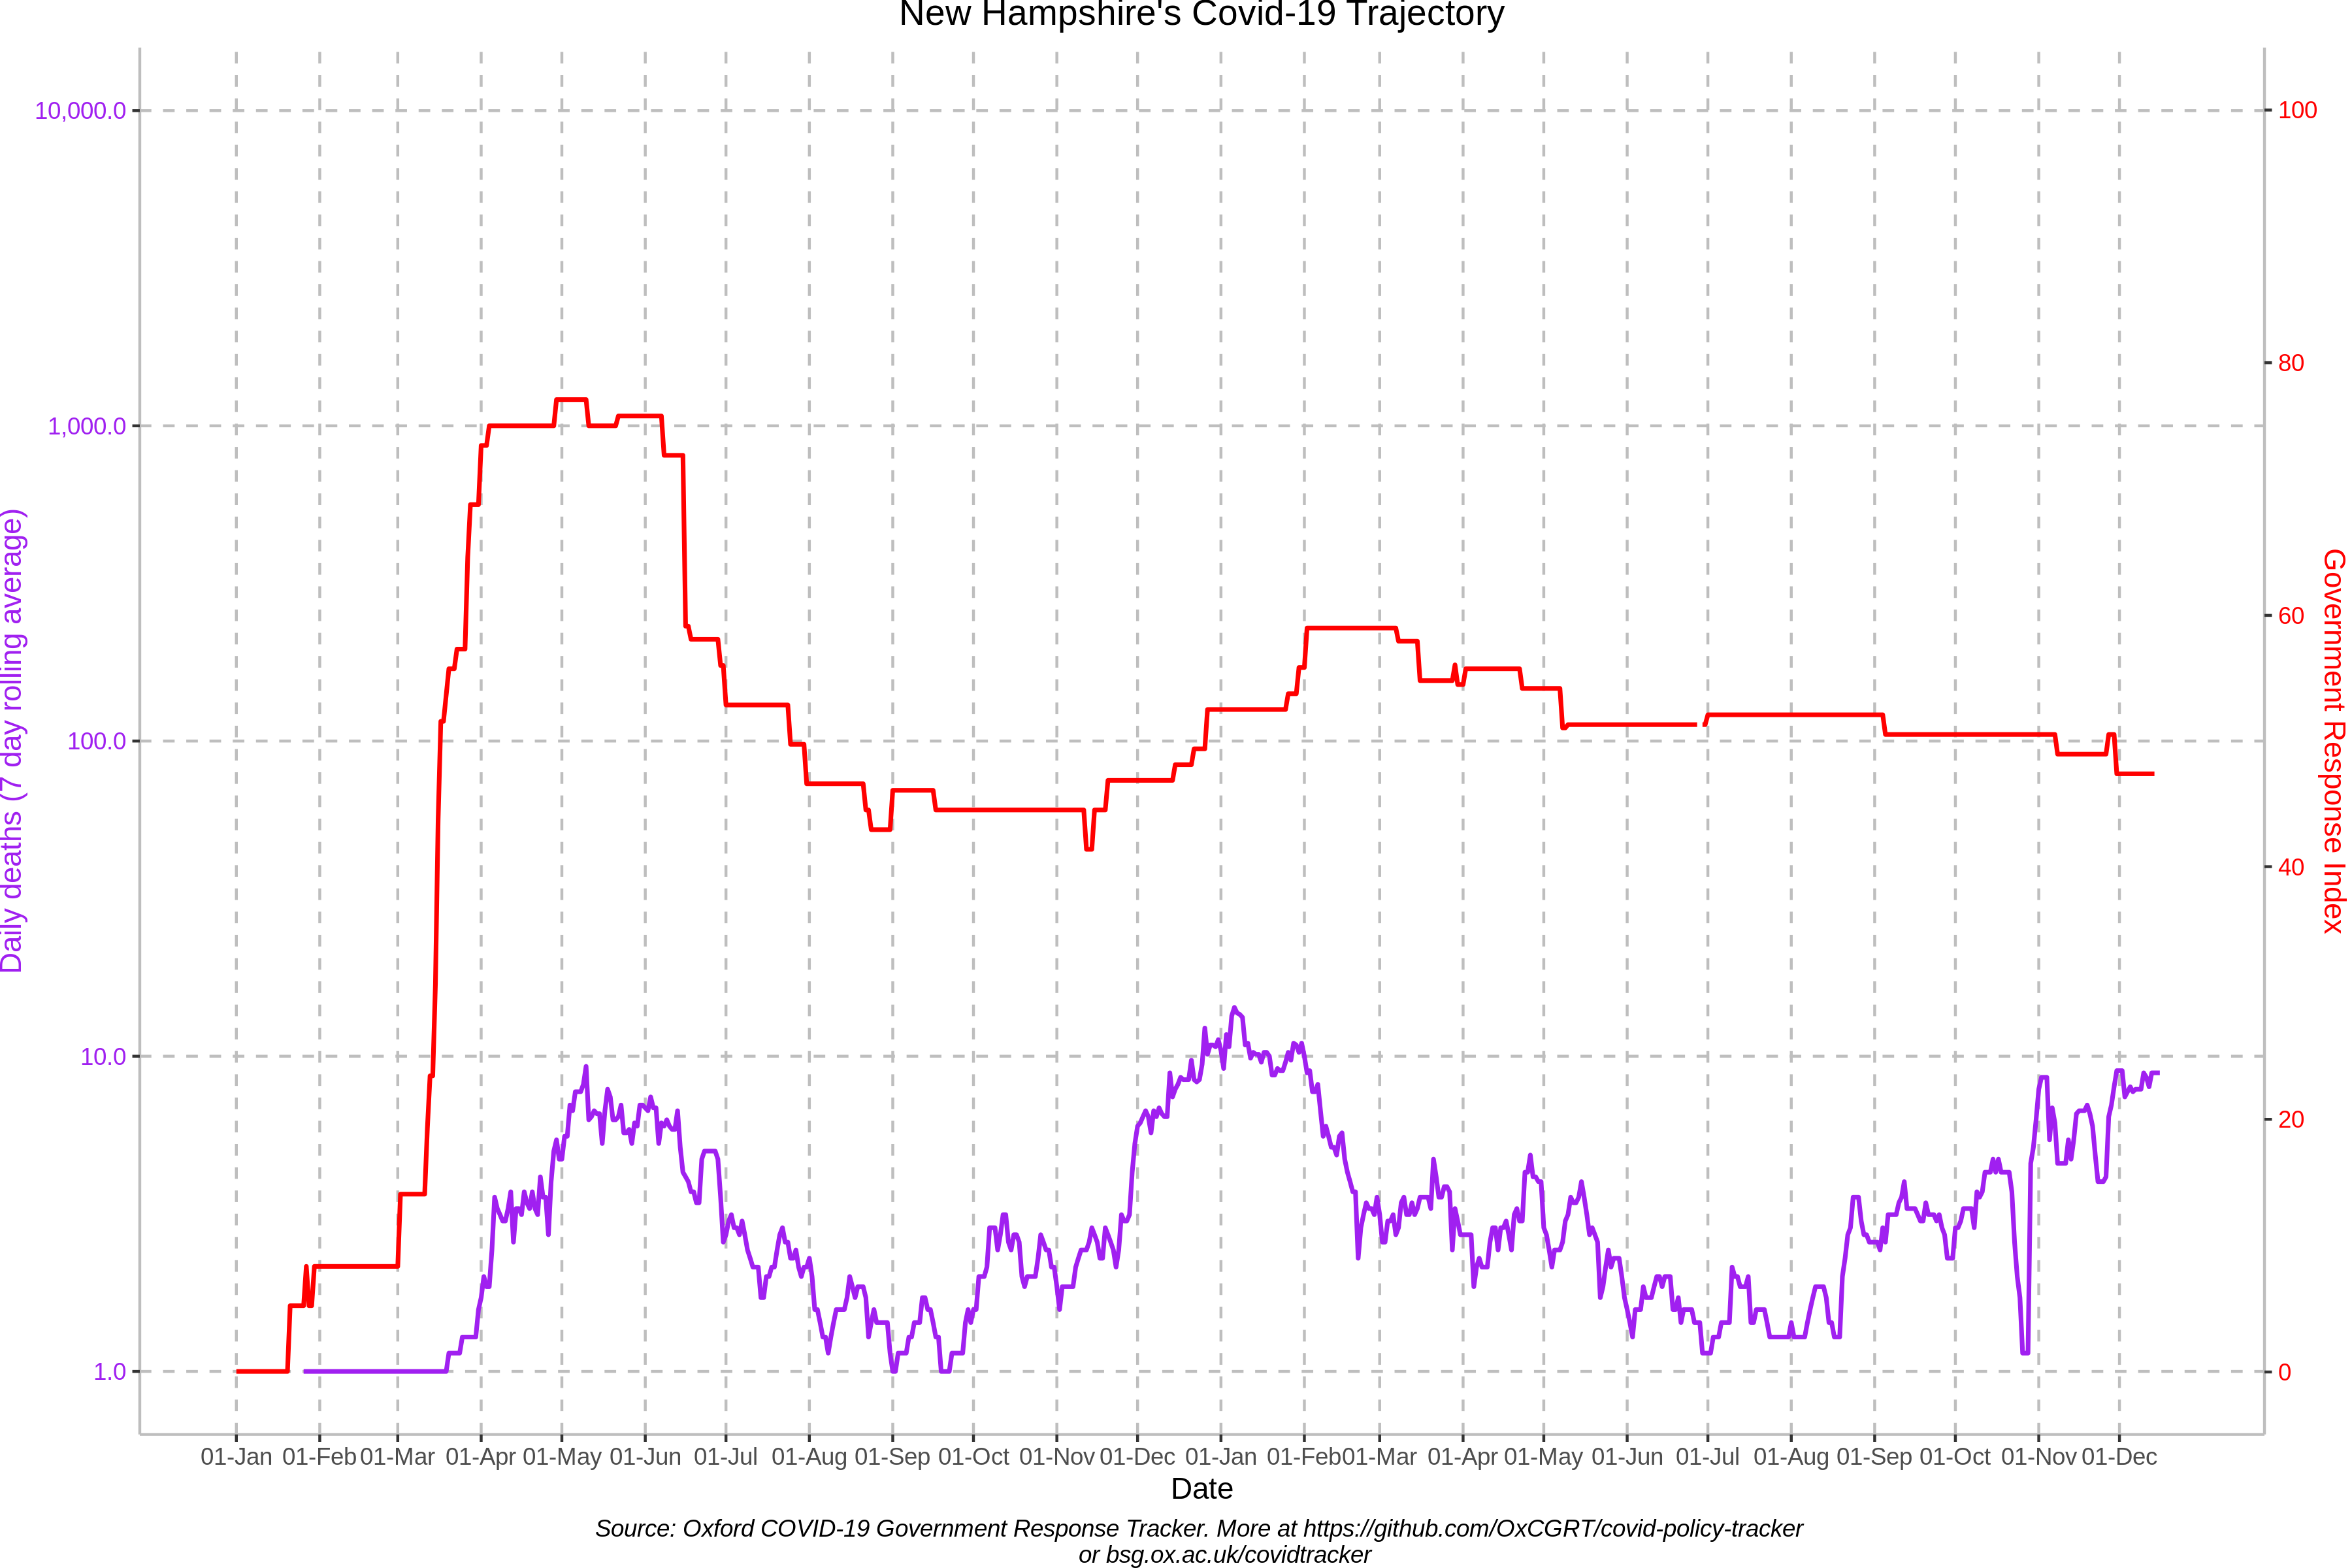 New Hampshire's Covid-19 Trajectory
10,000.0
1,000.0
100.0
10.0
1.0
Daily deaths (7 day rolling average)
100
80
60
40
20
0
Government Response Index
01-Jan 01-Feb 01-Mar 01-Apr 01-May 01-Jun 01-Jul 01-Aug 01-Sep 01-Oct 01-Nov 01-Dec 01-Jan 01-Feb 01-Mar 01-Apr 01-May 01-Jun 01-Jul 01-Aug 01-Sep 01-Oct 01-Nov 01-Dec
Date
Source: Oxford COVID-19 Government Response Tracker. More at https://github.com/OxCGRT/covid-policy-tracker
or bsg.ox.ac.uk/covidtracker